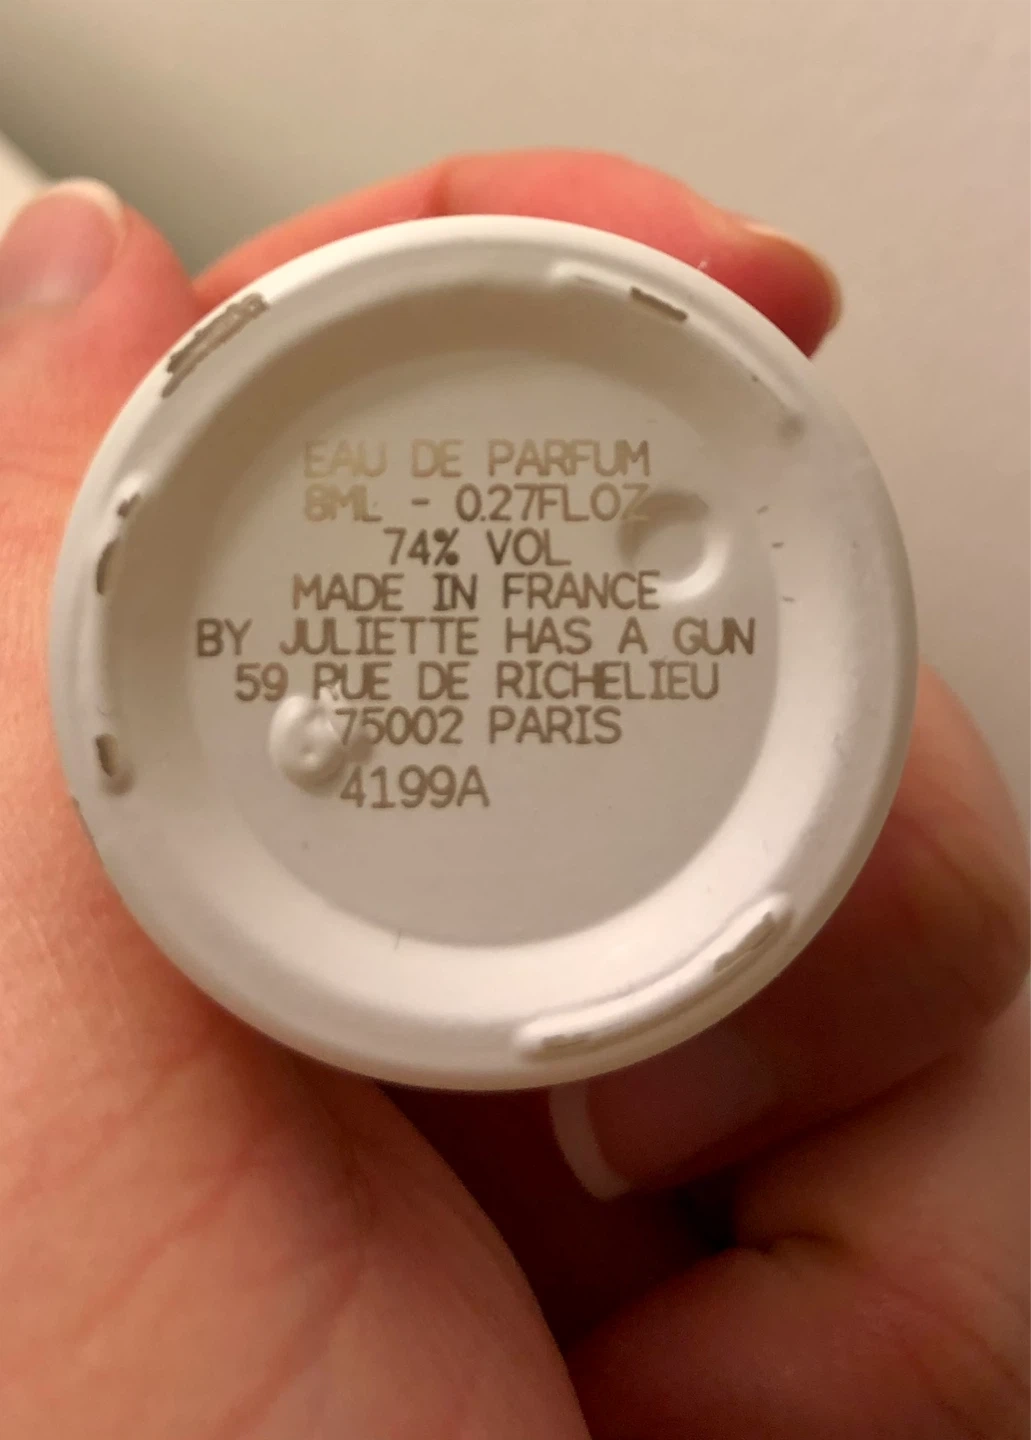 EAU DE PARFUM
8ML - 0.27FLOZ
74% VOL
MADE IN FRANCE
BY JULIETTE HAS A GUN
59 RUE DE RICHELIEU
75002 PARIS
4199A